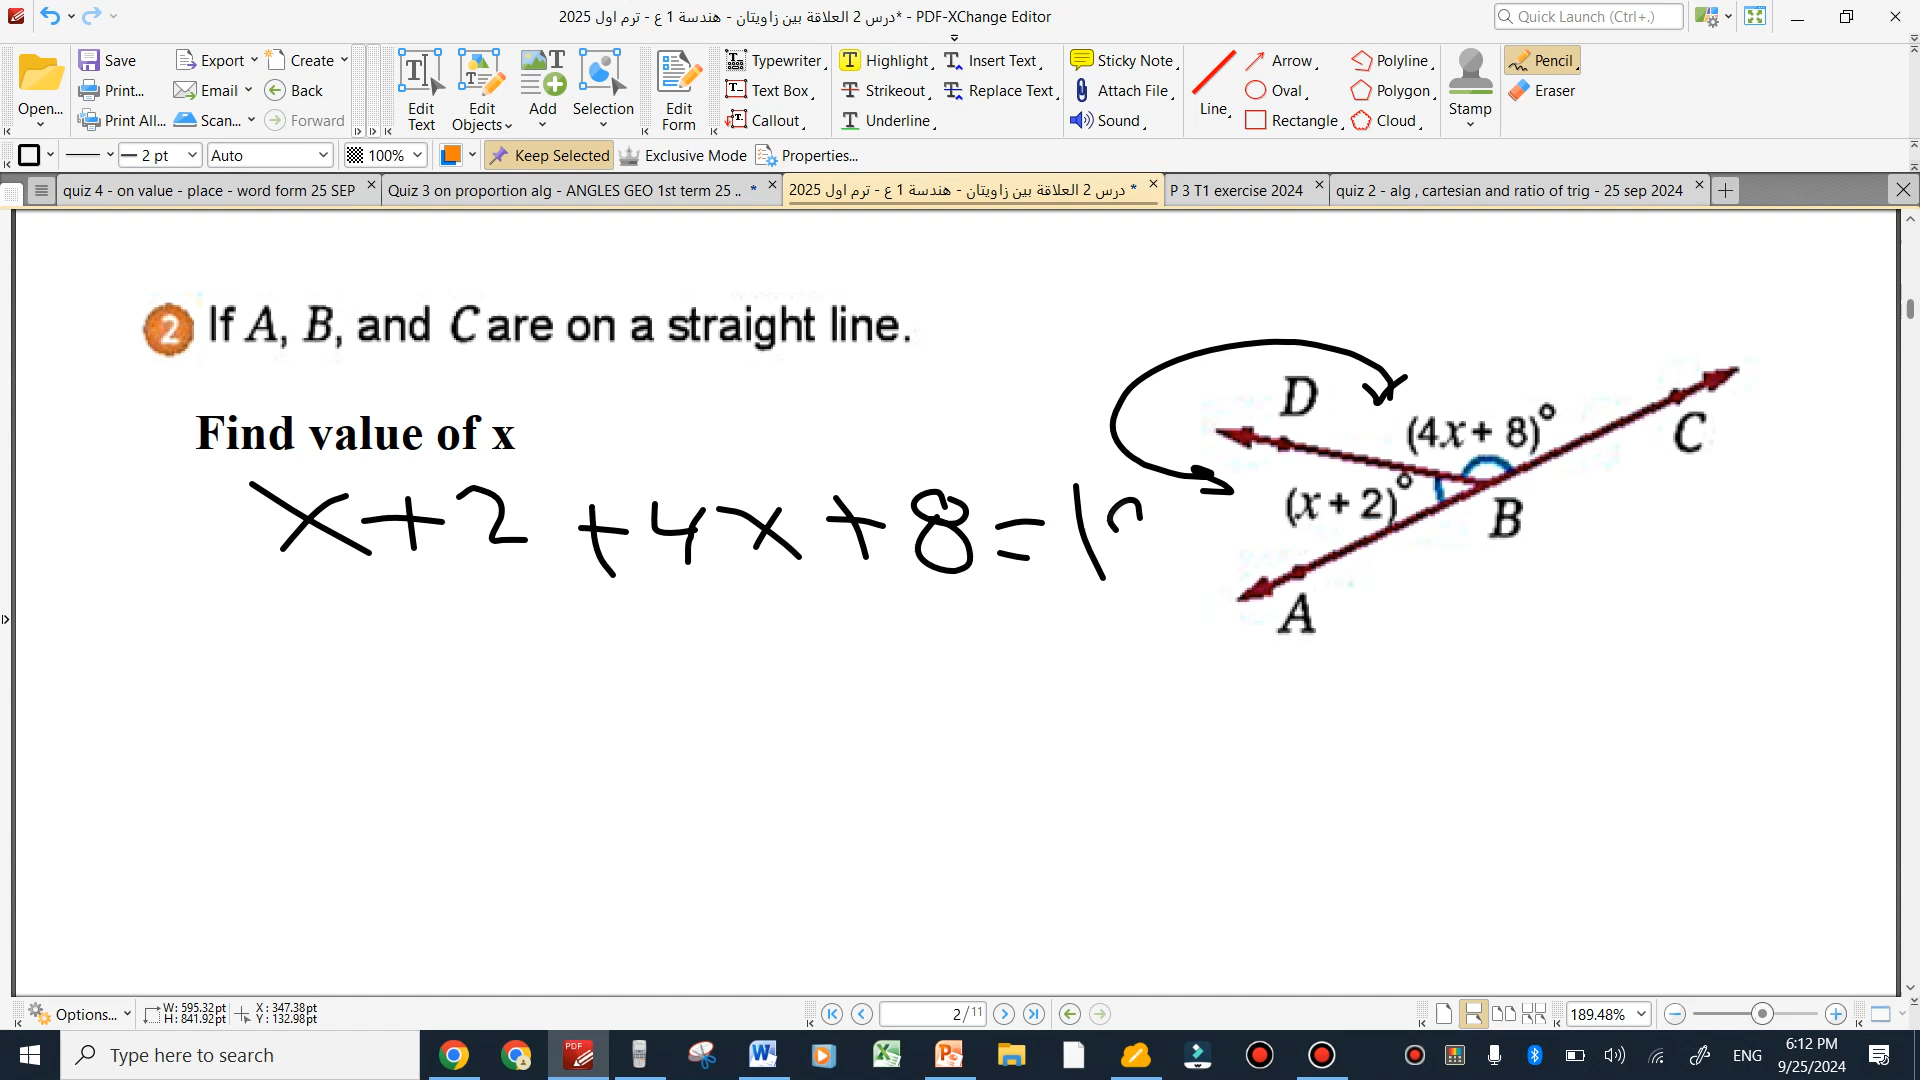 درس 2 العلاقة بين زاويتان - هندسة 1 ع - ترم اول 2025* - PDF-XChange Editor
Quick Launch (Ctrl+.)
Open...
Save
Print...
Print All...
Export
Email
Scan...
Create
Back
Forward
Edit Text
Edit Objects
Add
Selection
Edit Form
Typewriter
Text Box
Callout
Highlight
Strikeout
Underline
Insert Text
Replace Text
Sticky Note
Attach File
Sound
Line
Arrow
Oval
Rectangle
Polyline
Polygon
Cloud
Stamp
Pencil
Eraser
2 pt
Auto
100%
Keep Selected
Exclusive Mode
Properties...
quiz 4 - on value - place - word form 25 SEP
Quiz 3 on proportion alg - ANGLES GEO 1st term 25 .. *
درس 2 العلاقة بين زاويتان - هندسة 1 ع - ترم اول 2025 *
P 3 T1 exercise 2024
quiz 2 - alg , cartesian and ratio of trig - 25 sep 2024
2 If A, B, and C are on a straight line.
Find value of x
x + 2 + 4x + 8 = 1
D
(4x + 8)°
C
(x + 2)°
B
A
Options...
W: 595.32pt
H: 841.92pt
X: 347.38pt
Y: 132.98pt
2 / 11
189.48%
Type here to search
ENG
6:12 PM
9/25/2024